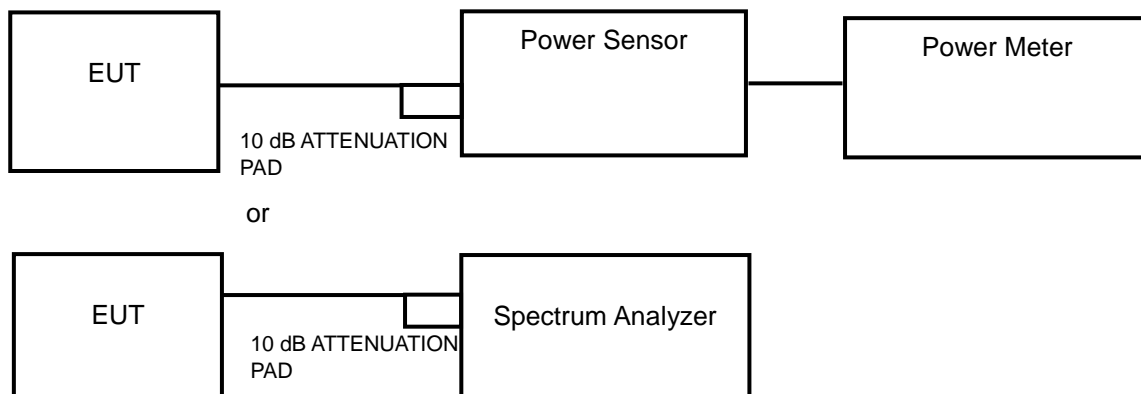 EUT
Power Sensor
Power Meter
10 dB ATTENUATION
PAD
or
EUT
Spectrum Analyzer
10 dB ATTENUATION
PAD